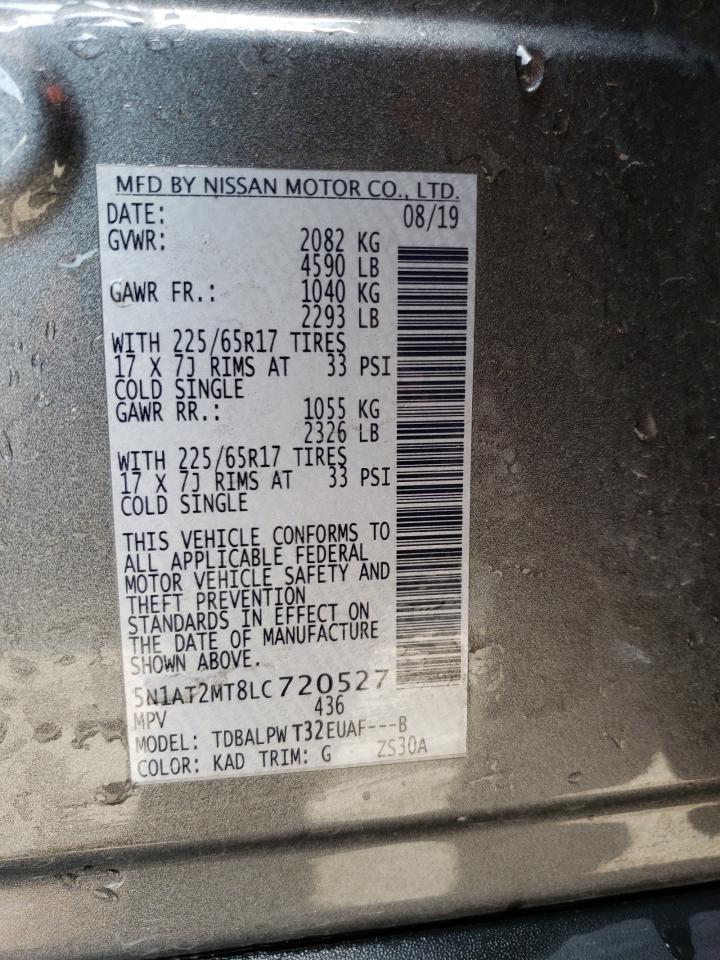 MFD BY NISSAN MOTOR CO., LTD.
DATE: 08/19
GVWR: 2082 KG
4590 LB
GAWR FR.: 1040 KG
2293 LB
WITH 225/65R17 TIRES
17 X 7J RIMS AT 33 PSI
COLD SINGLE
GAWR RR.: 1055 KG
2326 LB
WITH 225/65R17 TIRES
17 X 7J RIMS AT 33 PSI
COLD SINGLE
THIS VEHICLE CONFORMS TO
ALL APPLICABLE FEDERAL
MOTOR VEHICLE SAFETY AND
THEFT PREVENTION
STANDARDS IN EFFECT ON
THE DATE OF MANUFACTURE
SHOWN ABOVE.
5N1AT2MT8LC720527
MPV 436
MODEL: TDBALPW T32EUAF---B
COLOR: KAD TRIM: G ZS30A